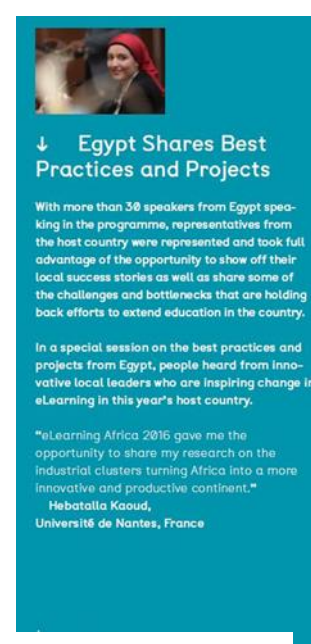 ↓ Egypt Shares Best
Practices and Projects
With more than 30 speakers from Egypt spea-
king in the programme, representatives from
the host country were represented and took full
advantage of the opportunity to show off their
local success stories as well as share some of
the challenges and bottlenecks that are holding
back efforts to extend education in the country.
In a special session on the best practices and
projects from Egypt, people heard from inno-
vative local leaders who are inspiring change in
eLearning in this year's host country.
"eLearning Africa 2016 gave me the
opportunity to share my research on the
industrial clusters turning Africa into a more
innovative and productive continent."
Hebatalla Kaoud,
Université de Nantes, France